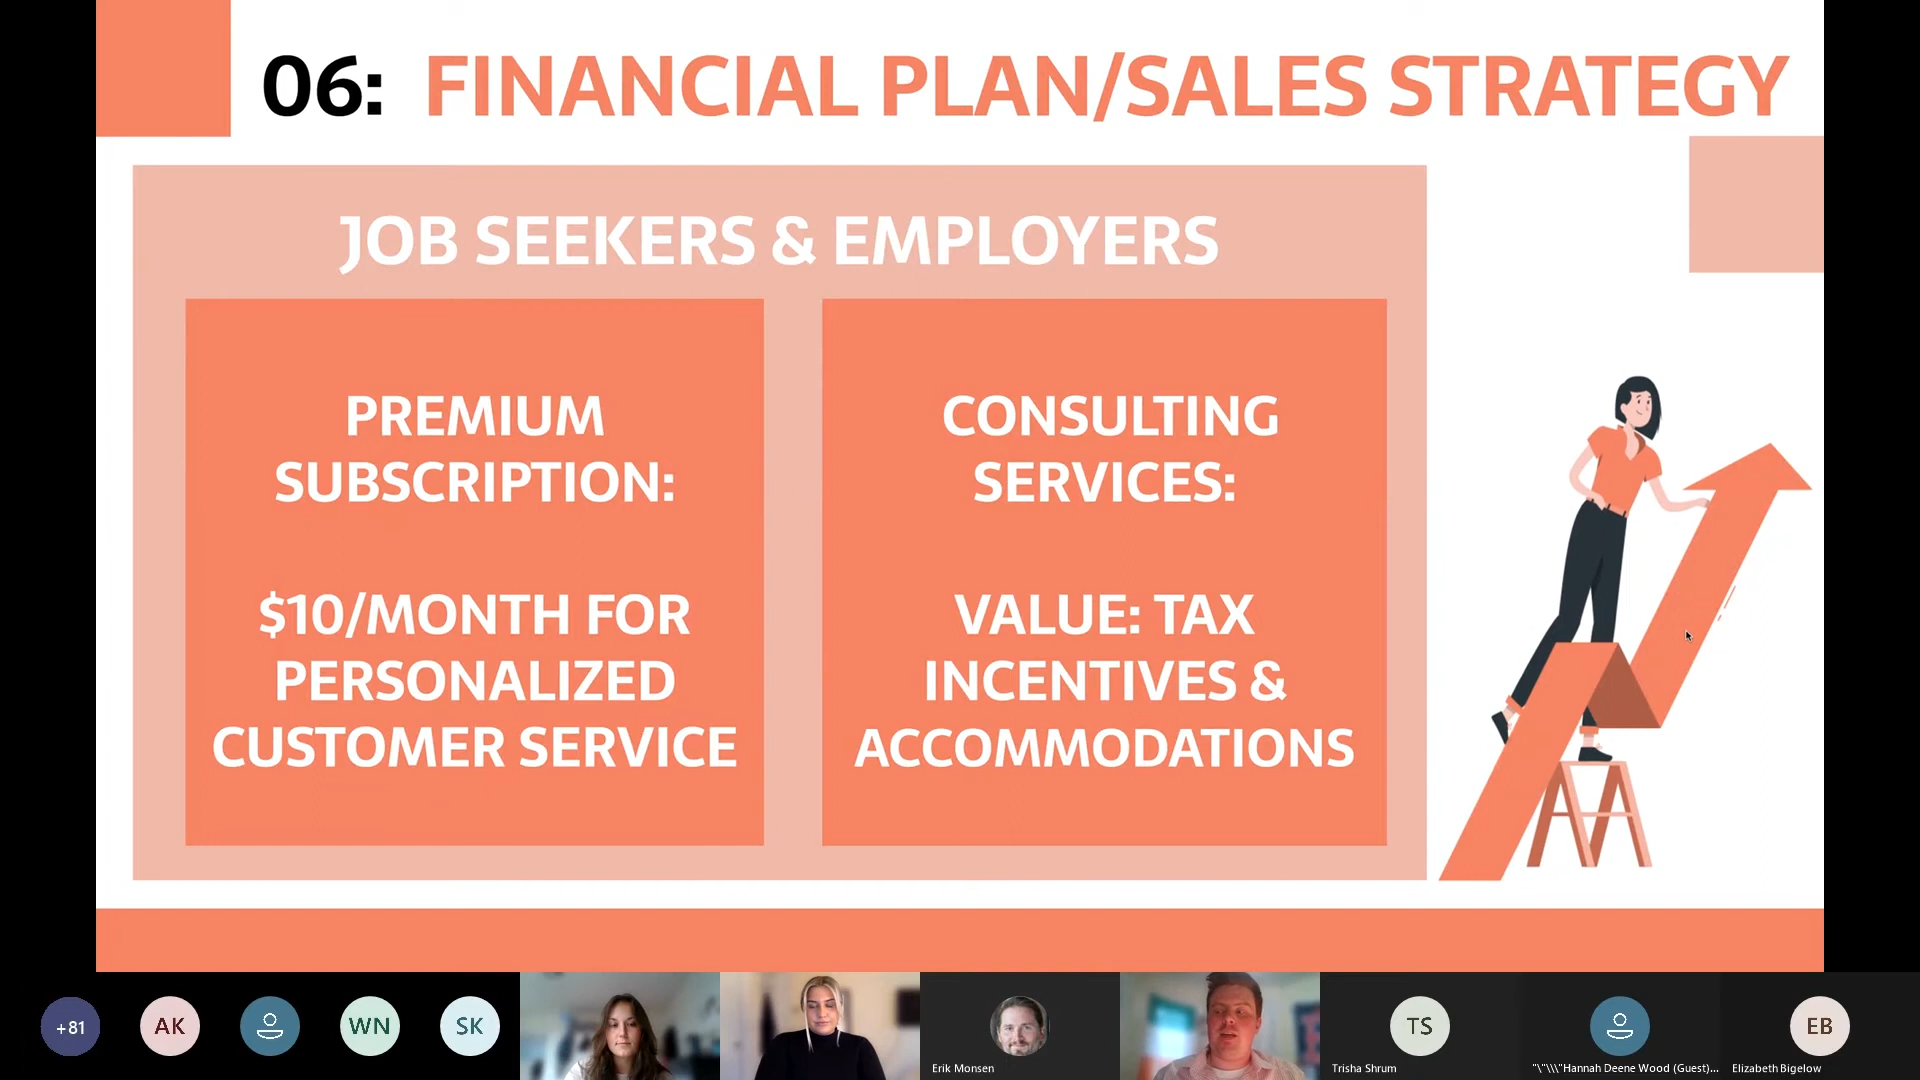 06: FINANCIAL PLAN/SALES STRATEGY
JOB SEEKERS & EMPLOYERS
PREMIUM
SUBSCRIPTION:
$10/MONTH FOR
PERSONALIZED
CUSTOMER SERVICE
CONSULTING
SERVICES:
VALUE: TAX
INCENTIVES &
ACCOMMODATIONS
+81
AK
WN
SK
Erik Monsen
TS
Trisha Shrum
"\"\\\"Hannah Deene Wood (Guest)...
EB
Elizabeth Bigelow